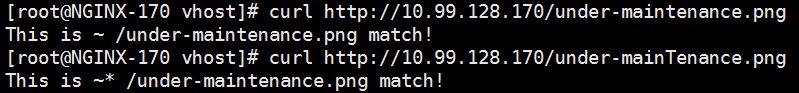 [root@NGINX-170 vhost]# curl http://10.99.128.170/under-maintenance.png
This is ~ /under-maintenance.png match!
[root@NGINX-170 vhost]# curl http://10.99.128.170/under-mainTenance.png
This is ~* /under-maintenance.png match!